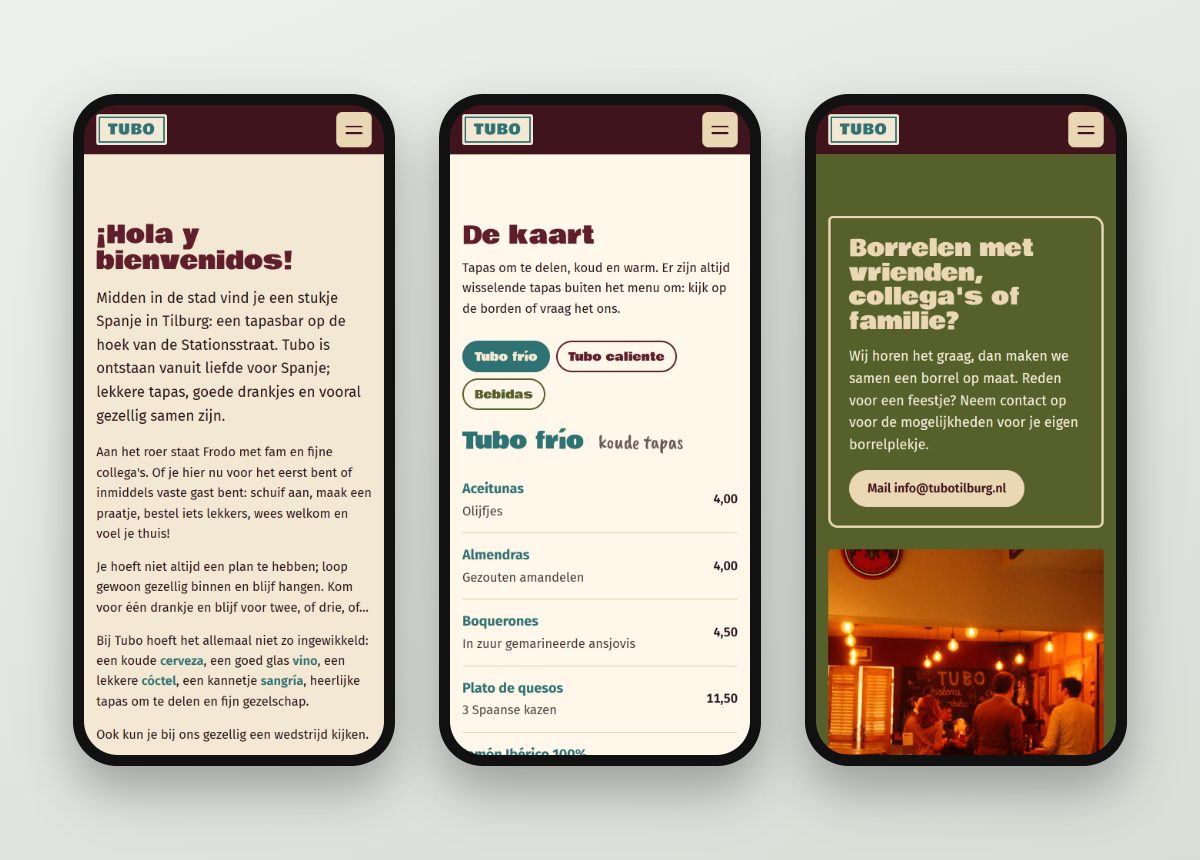 TUBO
¡Hola y
bienvenidos!
Midden in de stad vind je een stukje
Spanje in Tilburg: een tapasbar op de
hoek van de Stationsstraat. Tubo is
ontstaan vanuit liefde voor Spanje;
lekkere tapas, goede drankjes en vooral
gezellig samen zijn.
Aan het roer staat Frodo met fam en fijne
collega's. Of je hier nu voor het eerst bent of
inmiddels vaste gast bent: schuif aan, maak een
praatje, bestel iets lekkers, wees welkom en
voel je thuis!
Je hoeft niet altijd een plan te hebben; loop
gewoon gezellig binnen en blijf hangen. Kom
voor één drankje en blijf voor twee, of drie, of...
Bij Tubo hoeft het allemaal niet zo ingewikkeld:
een koude cerveza, een goed glas vino, een
lekkere cóctel, een kannetje sangría, heerlijke
tapas om te delen en fijn gezelschap.
Ook kun je bij ons gezellig een wedstrijd kijken.
TUBO
De kaart
Tapas om te delen, koud en warm. Er zijn altijd
wisselende tapas buiten het menu om: kijk op
de borden of vraag het ons.
Tubo frío
Tubo caliente
Bebidas
Tubo frío koude tapas
Aceitunas
Olijfjes
4,00
Almendras
Gezouten amandelen
4,00
Boquerones
In zuur gemarineerde ansjovis
4,50
Plato de quesos
3 Spaanse kazen
11,50
Ibérico 100%
TUBO
Borrelen met
vrienden,
collega's of
familie?
Wij horen het graag, dan maken we
samen een borrel op maat. Reden
voor een feestje? Neem contact op
voor de mogelijkheden voor je eigen
borrelplekje.
Mail info@tubotilburg.nl
TUBO